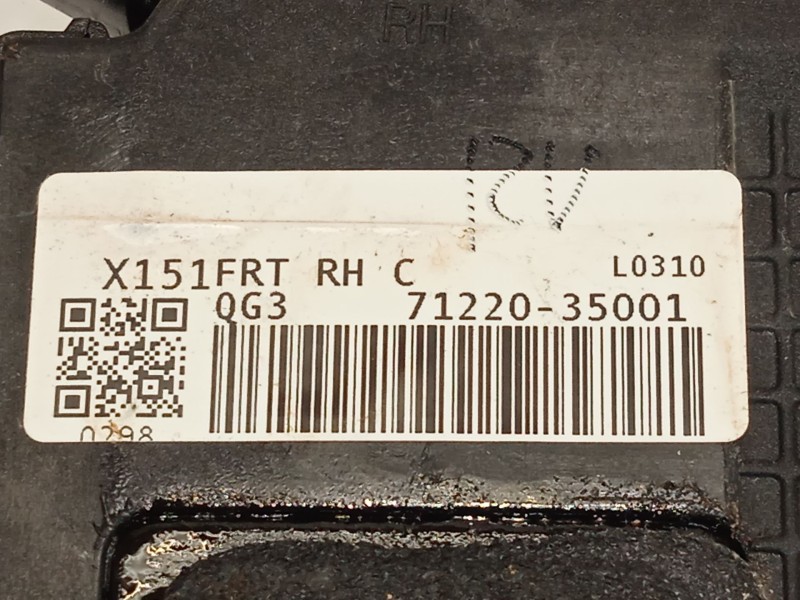 RH
RV
X151FRT RH C L0310
QG3 71220-35001
0298